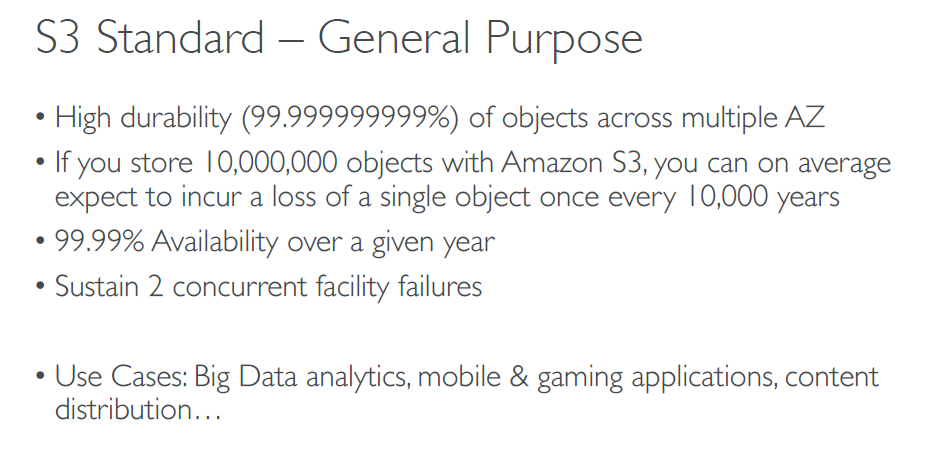 S3 Standard – General Purpose
• High durability (99.999999999%) of objects across multiple AZ
• If you store 10,000,000 objects with Amazon S3, you can on average
expect to incur a loss of a single object once every 10,000 years
• 99.99% Availability over a given year
• Sustain 2 concurrent facility failures
• Use Cases: Big Data analytics, mobile & gaming applications, content
distribution…